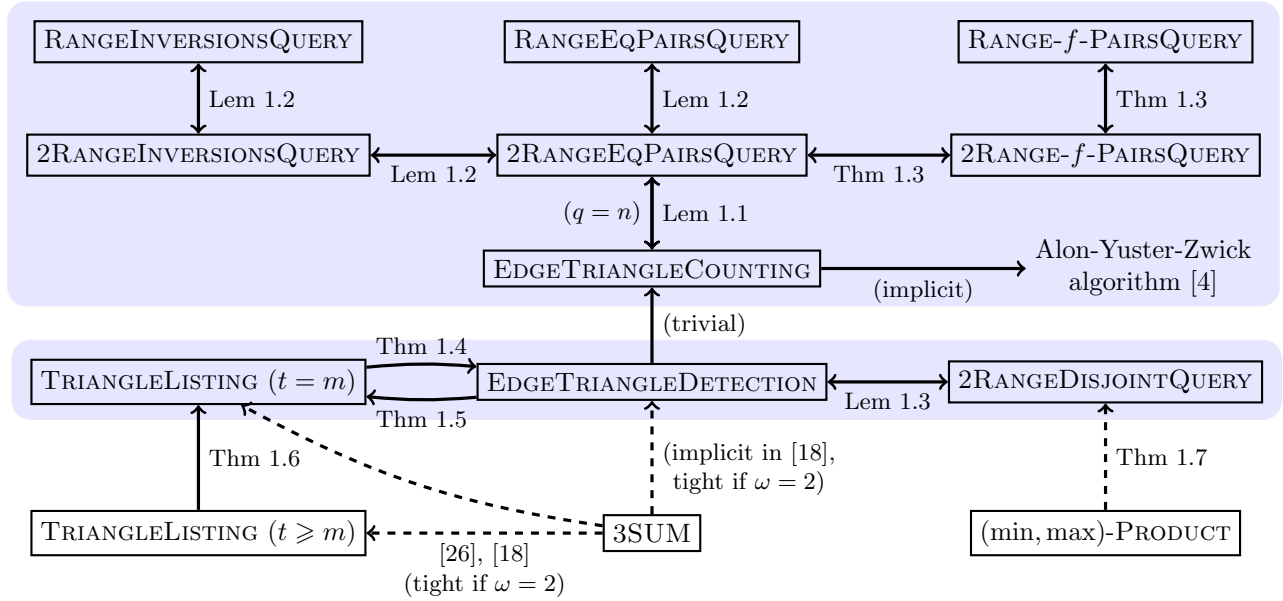 RANGEINVERSIONSQUERY
RANGEEQPAIRSQUERY
RANGE-f-PAIRSQUERY
Lem 1.2
Lem 1.2
Thm 1.3
2RANGEINVERSIONSQUERY
Lem 1.2
2RANGEEQPAIRSQUERY
Thm 1.3
2RANGE-f-PAIRSQUERY
(q = n)
Lem 1.1
EDGETRIANGLECOUNTING
(implicit)
Alon-Yuster-Zwick
algorithm [4]
(trivial)
TRIANGLELISTING (t = m)
Thm 1.4
Thm 1.5
EDGETRIANGLEDETECTION
Lem 1.3
2RANGEDISJOINTQUERY
Thm 1.6
(implicit in [18],
tight if ω = 2)
Thm 1.7
TRIANGLELISTING (t ⩾ m)
[26], [18]
(tight if ω = 2)
3SUM
(min, max)-PRODUCT